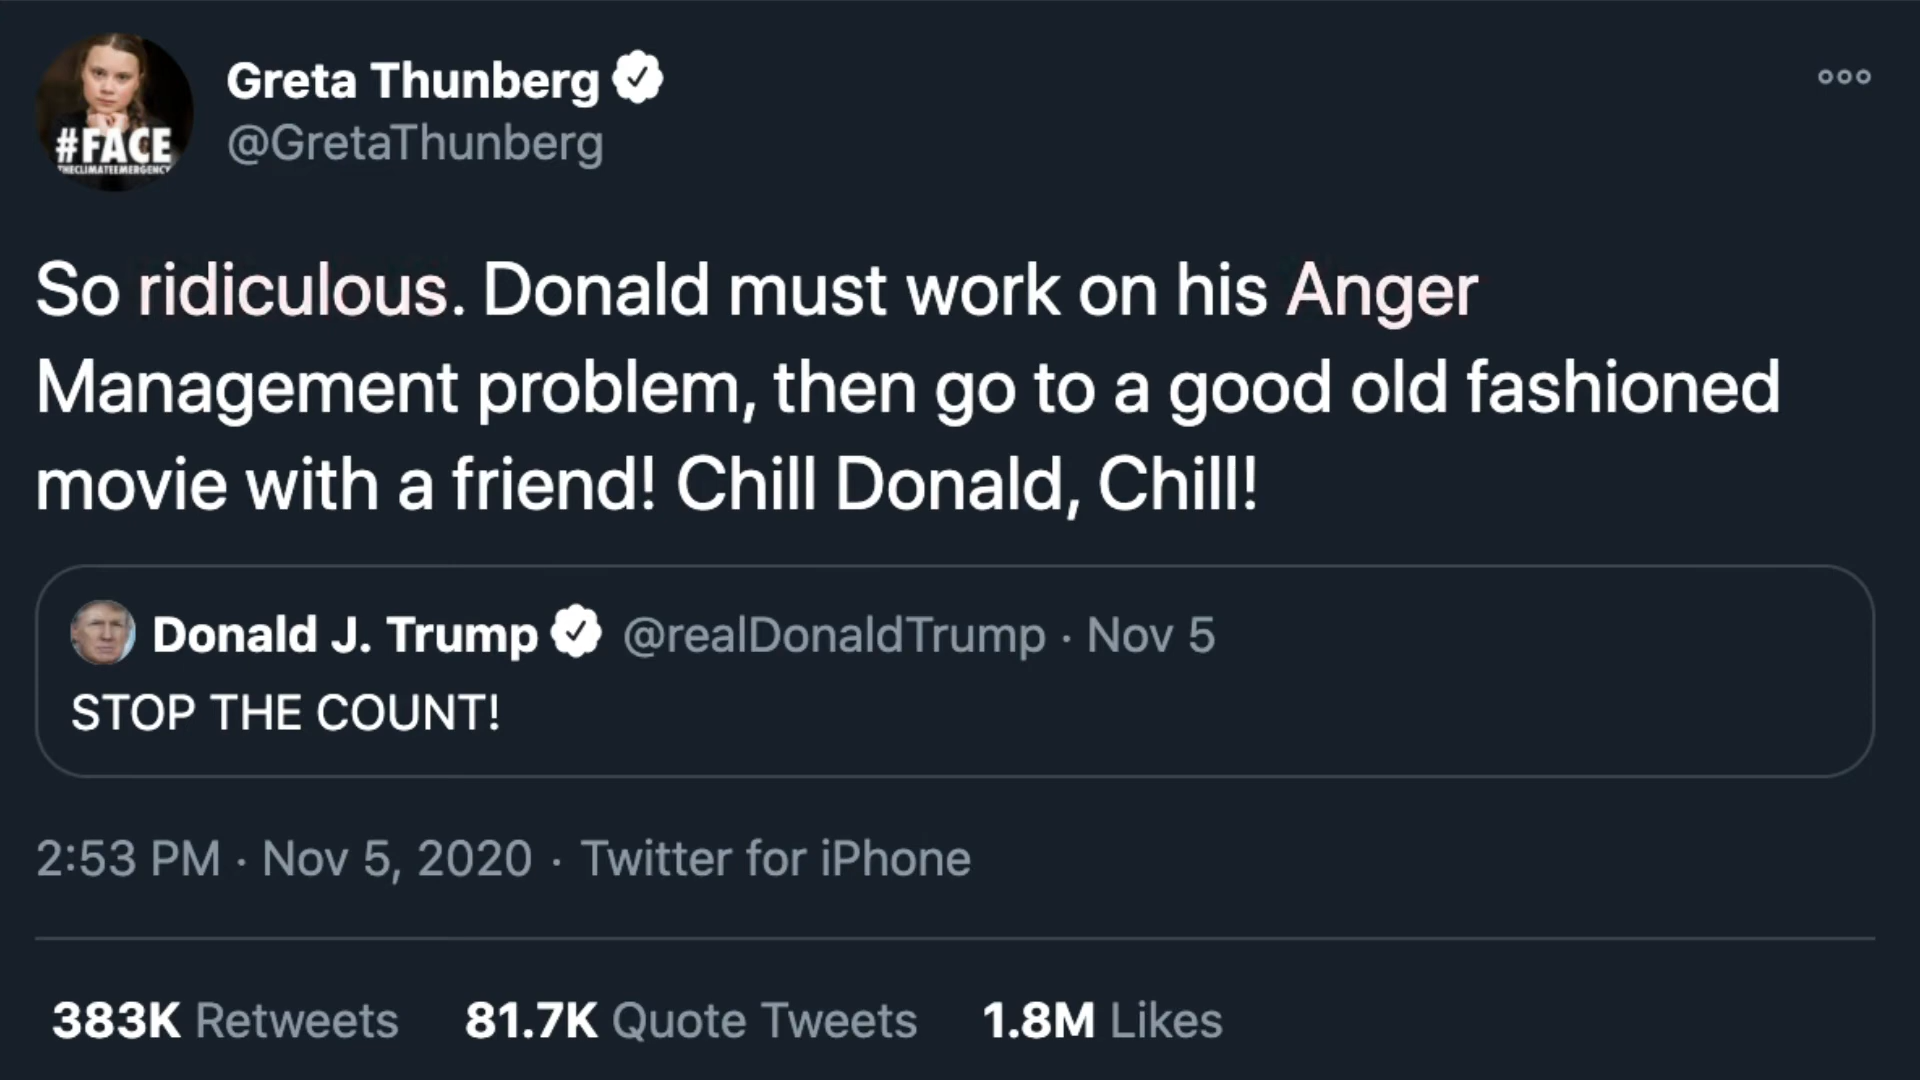 Greta Thunberg
@GretaThunberg
#FACE
THECLIMATEEMERGENCY
So ridiculous. Donald must work on his Anger
Management problem, then go to a good old fashioned
movie with a friend! Chill Donald, Chill!
Donald J. Trump @realDonaldTrump · Nov 5
STOP THE COUNT!
2:53 PM · Nov 5, 2020 · Twitter for iPhone
383K Retweets 81.7K Quote Tweets 1.8M Likes